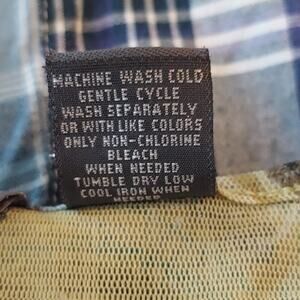 MACHINE WASH COLD
GENTLE CYCLE
WASH SEPARATELY
OR WITH LIKE COLORS
ONLY NON-CHLORINE
BLEACH
WHEN NEEDED
TUMBLE DRY LOW
COOL IRON WHEN
NEEDED